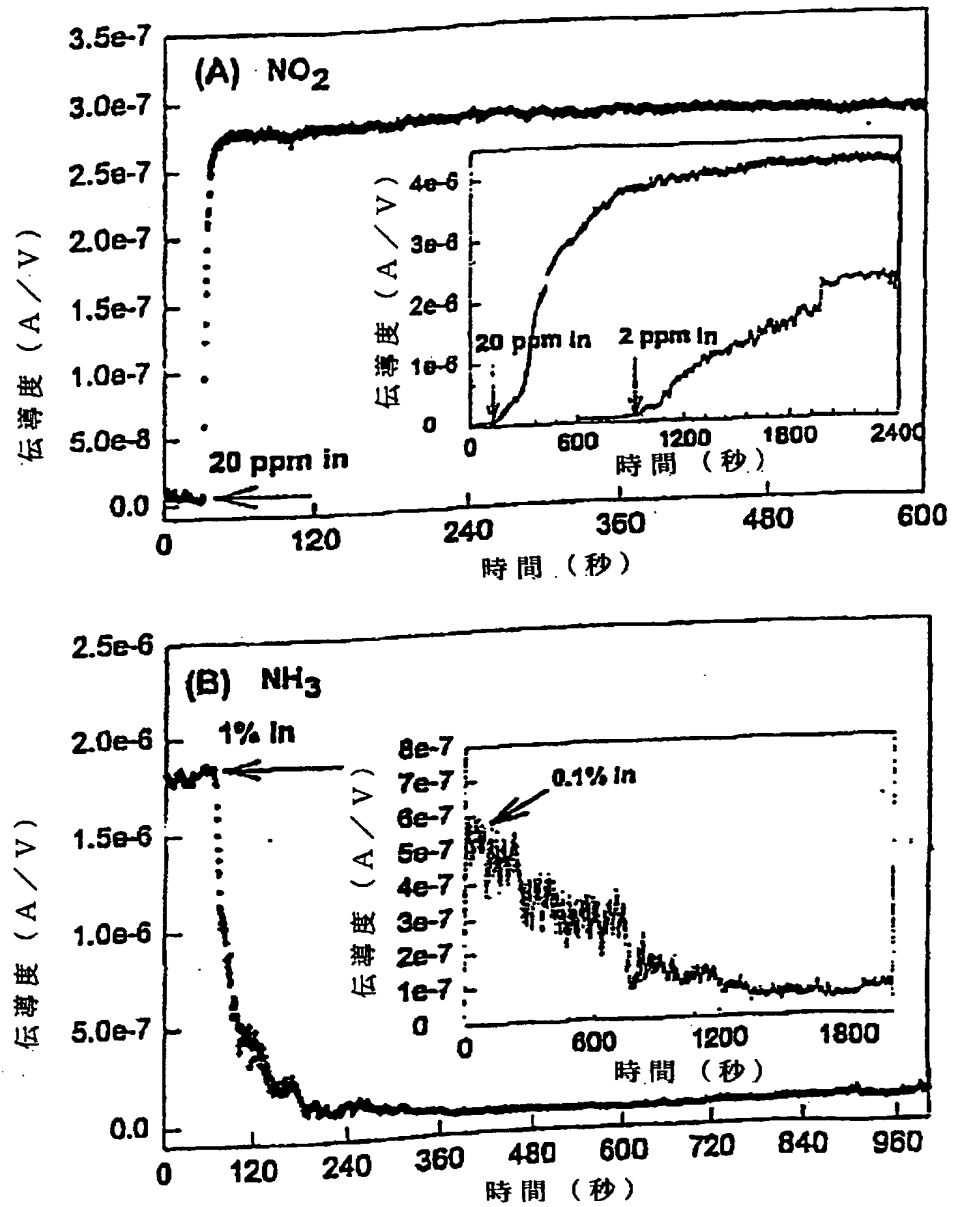 (A) NO2
3.5e-7
3.0e-7
2.5e-7
2.0e-7
1.5e-7
1.0e-7
5.0e-8
0.0
伝導度 (A/V)
20 ppm in
0 120 240 360 480 600
時間 (秒)
4e-6
3e-6
2e-6
1e-6
0
伝導度 (A/V)
20 ppm in 2 ppm in
0 600 1200 1800 2400
時間 (秒)
(B) NH3
2.5e-6
2.0e-6
1.5e-6
1.0e-6
5.0e-7
0.0
伝導度 (A/V)
1% in
0 120 240 360 480 600 720 840 960
時間 (秒)
8e-7
7e-7
6e-7
5e-7
4e-7
3e-7
2e-7
1e-7
0
伝導度 (A/V)
0.1% in
0 600 1200 1800
時間 (秒)